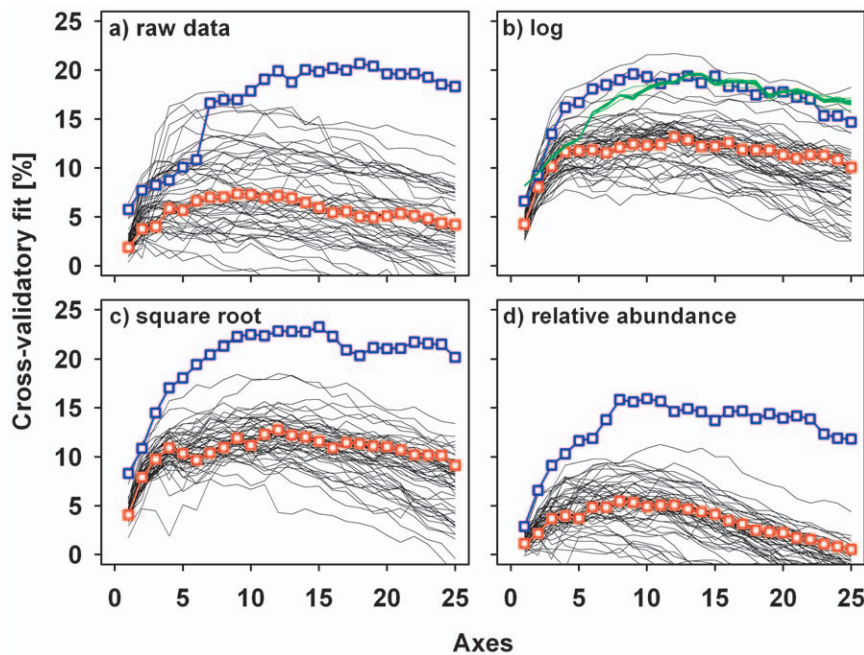 a) raw data
b) log
25
20
15
10
5
0
c) square root
d) relative abundance
25
20
15
10
5
0
Cross-validatory fit [%]
0 5 10 15 20 25
0 5 10 15 20 25
Axes